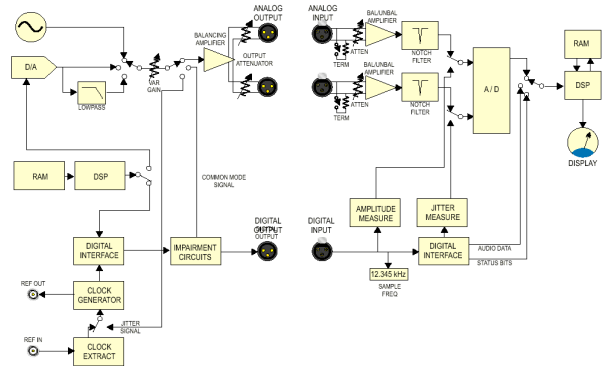 ANALOG
OUTPUT
BALANCING
AMPLIFIER
OUTPUT
ATTENUATOR
D/A
VAR
GAIN
LOWPASS
RAM
DSP
COMMON MODE
SIGNAL
DIGITAL
OUTPUT
OUTPUT
DIGITAL
INTERFACE
IMPAIRMENT
CIRCUITS
REF OUT
CLOCK
GENERATOR
JITTER
SIGNAL
REF IN
CLOCK
EXTRACT
ANALOG
INPUT
BAL/UNBAL
AMPLIFIER
TERM
ATTEN
NOTCH
FILTER
BAL/UNBAL
AMPLIFIER
TERM
ATTEN
NOTCH
FILTER
A / D
RAM
DSP
DISPLAY
AMPLITUDE
MEASURE
JITTER
MEASURE
DIGITAL
INPUT
DIGITAL
INTERFACE
AUDIO DATA
STATUS BITS
12.345 kHz
SAMPLE
FREQ